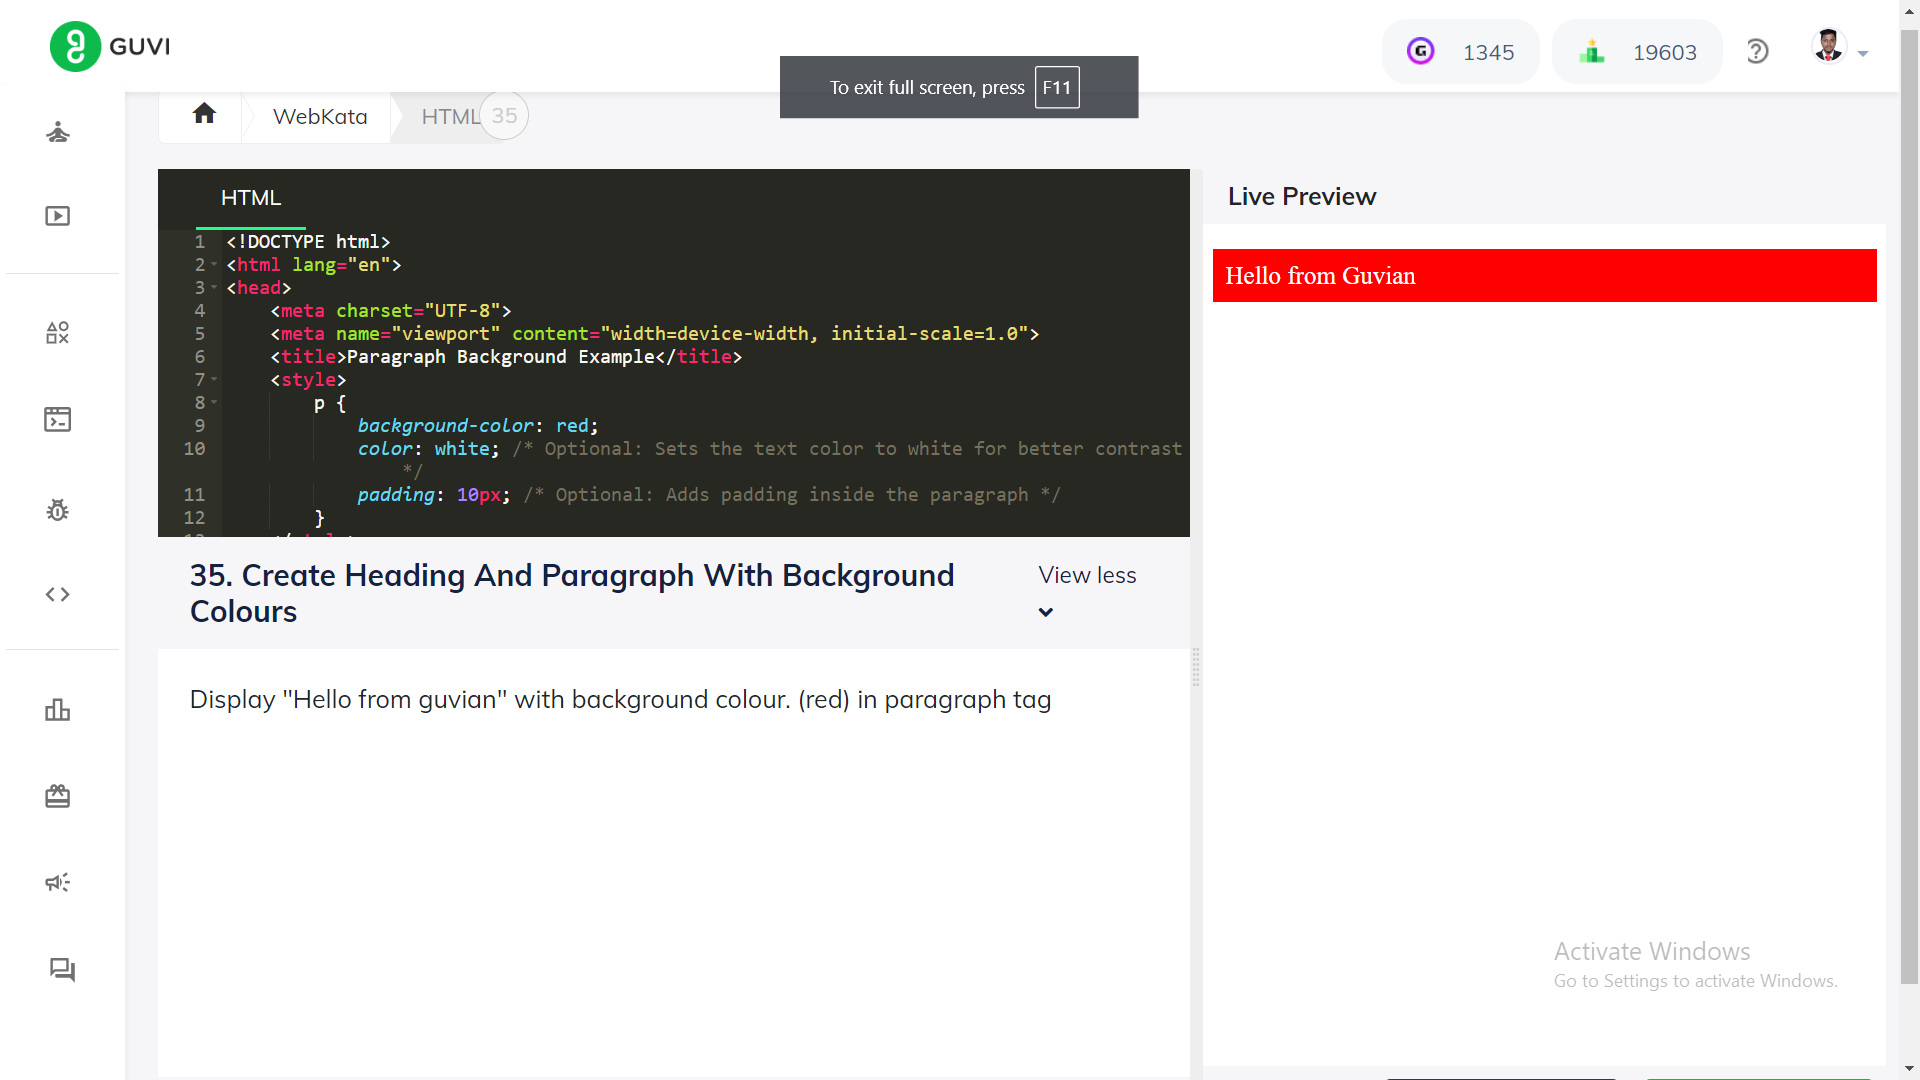 GUVI
1345
19603
To exit full screen, press F11
WebKata
HTML
35
HTML
1 <!DOCTYPE html>
2 <html lang="en">
3 <head>
4 <meta charset="UTF-8">
5 <meta name="viewport" content="width=device-width, initial-scale=1.0">
6 <title>Paragraph Background Example</title>
7 <style>
8 p {
9 background-color: red;
10 color: white; /* Optional: Sets the text color to white for better contrast
*/
11 padding: 10px; /* Optional: Adds padding inside the paragraph */
12 }
35. Create Heading And Paragraph With Background
Colours
View less
Display "Hello from guvian" with background colour. (red) in paragraph tag
Live Preview
Hello from Guvian
Activate Windows
Go to Settings to activate Windows.